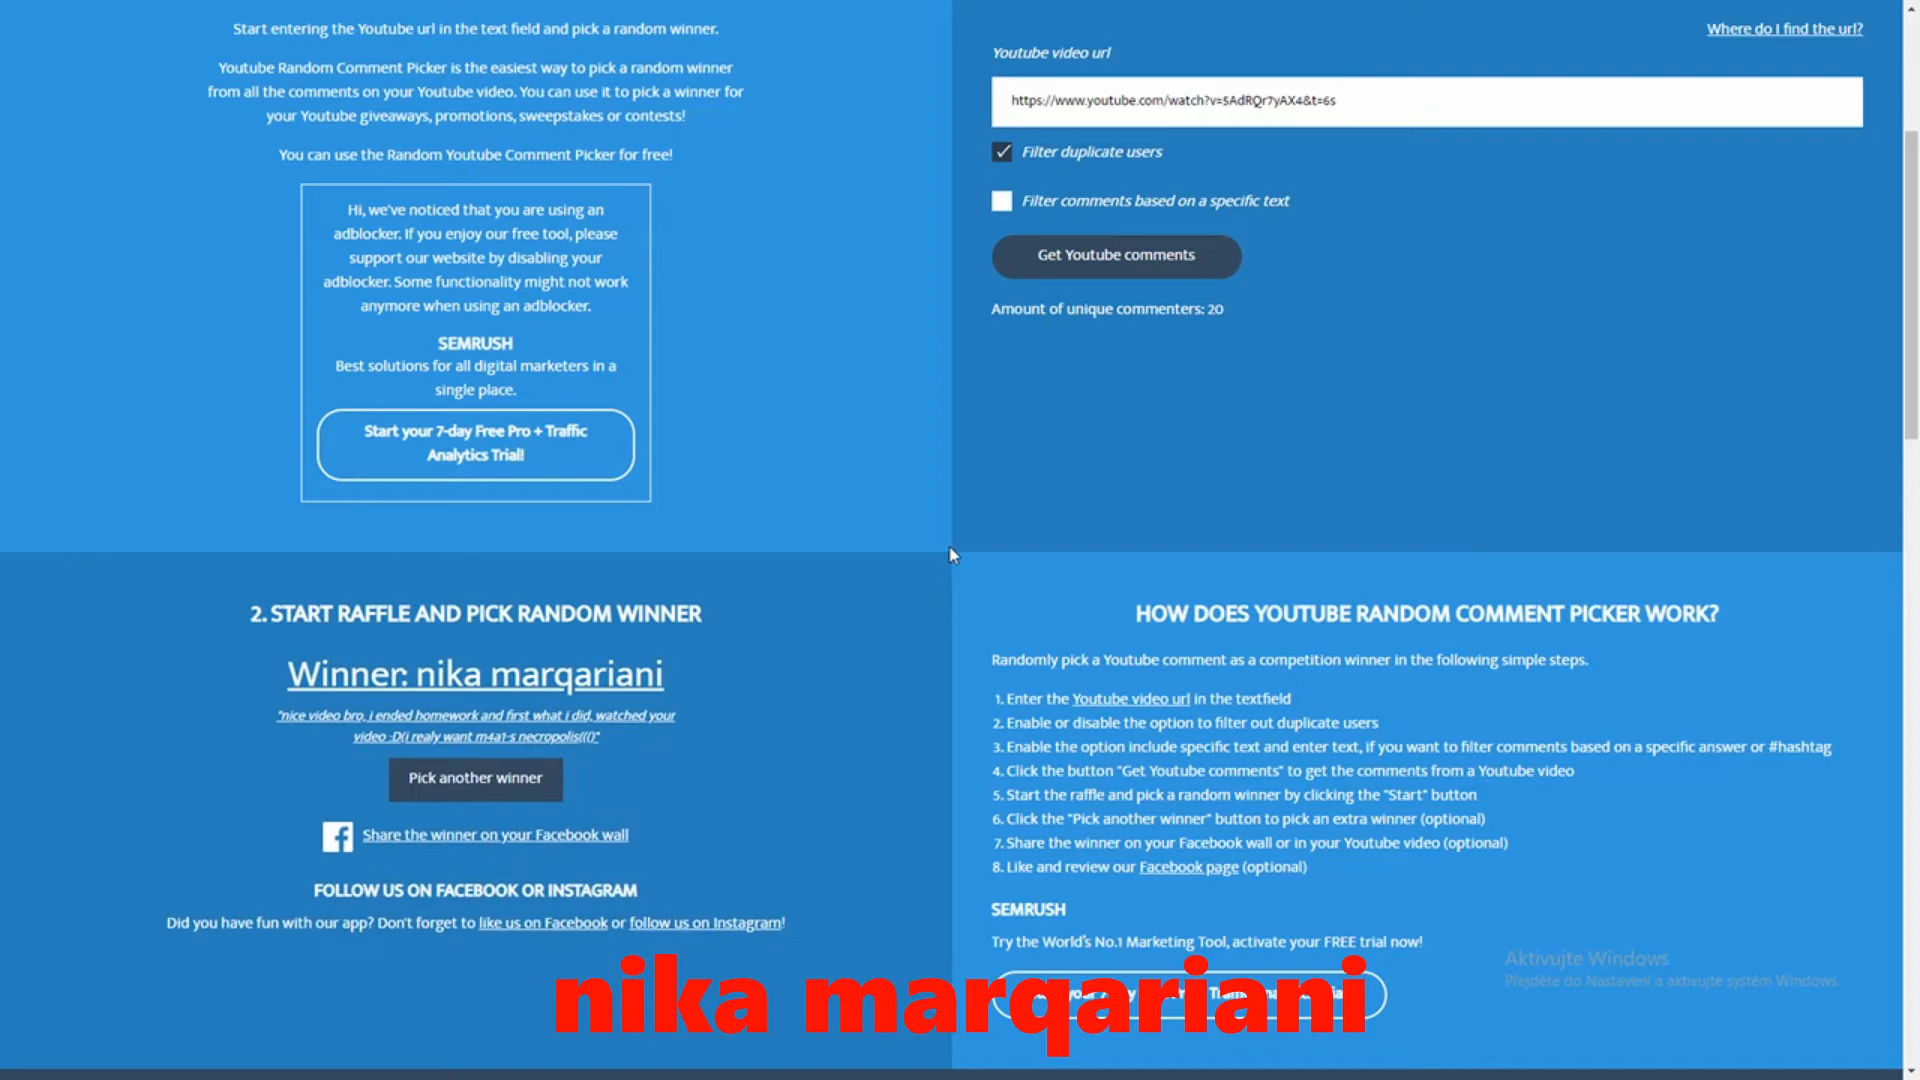 Start entering the Youtube url in the text field and pick a random winner.
Youtube Random Comment Picker is the easiest way to pick a random winner
from all the comments on your Youtube video. You can use it to pick a winner for
your Youtube giveaways, promotions, sweepstakes or contests!
You can use the Random Youtube Comment Picker for free!
Hi, we've noticed that you are using an
adblocker. If you enjoy our free tool, please
support our website by disabling your
adblocker. Some functionality might not work
anymore when using an adblocker.
SEMRUSH
Best solutions for all digital marketers in a
single place.
Start your 7-day Free Pro + Traffic
Analytics Trial!
Where do I find the url?
Youtube video url
https://www.youtube.com/watch?v=5AdRQr7yAX4&t=6s
Filter duplicate users
Filter comments based on a specific text
Get Youtube comments
Amount of unique commenters: 20
2. START RAFFLE AND PICK RANDOM WINNER
Winner: nika marqariani
"nice video bro, i ended homework and first what i did, watched your
video :D(i realy want m4a1-s necropolis((()"
Pick another winner
Share the winner on your Facebook wall
FOLLOW US ON FACEBOOK OR INSTAGRAM
Did you have fun with our app? Don't forget to like us on Facebook or follow us on Instagram!
HOW DOES YOUTUBE RANDOM COMMENT PICKER WORK?
Randomly pick a Youtube comment as a competition winner in the following simple steps.
1. Enter the Youtube video url in the textfield
2. Enable or disable the option to filter out duplicate users
3. Enable the option include specific text and enter text, if you want to filter comments based on a specific answer or #hashtag
4. Click the button "Get Youtube comments" to get the comments from a Youtube video
5. Start the raffle and pick a random winner by clicking the "Start" button
6. Click the "Pick another winner" button to pick an extra winner (optional)
7. Share the winner on your Facebook wall or in your Youtube video (optional)
8. Like and review our Facebook page (optional)
SEMRUSH
Try the World's No.1 Marketing Tool, activate your FREE trial now!
Aktivujte Windows
Přejděte do Nastavení a aktivujte systém Windows.
nika marqariani